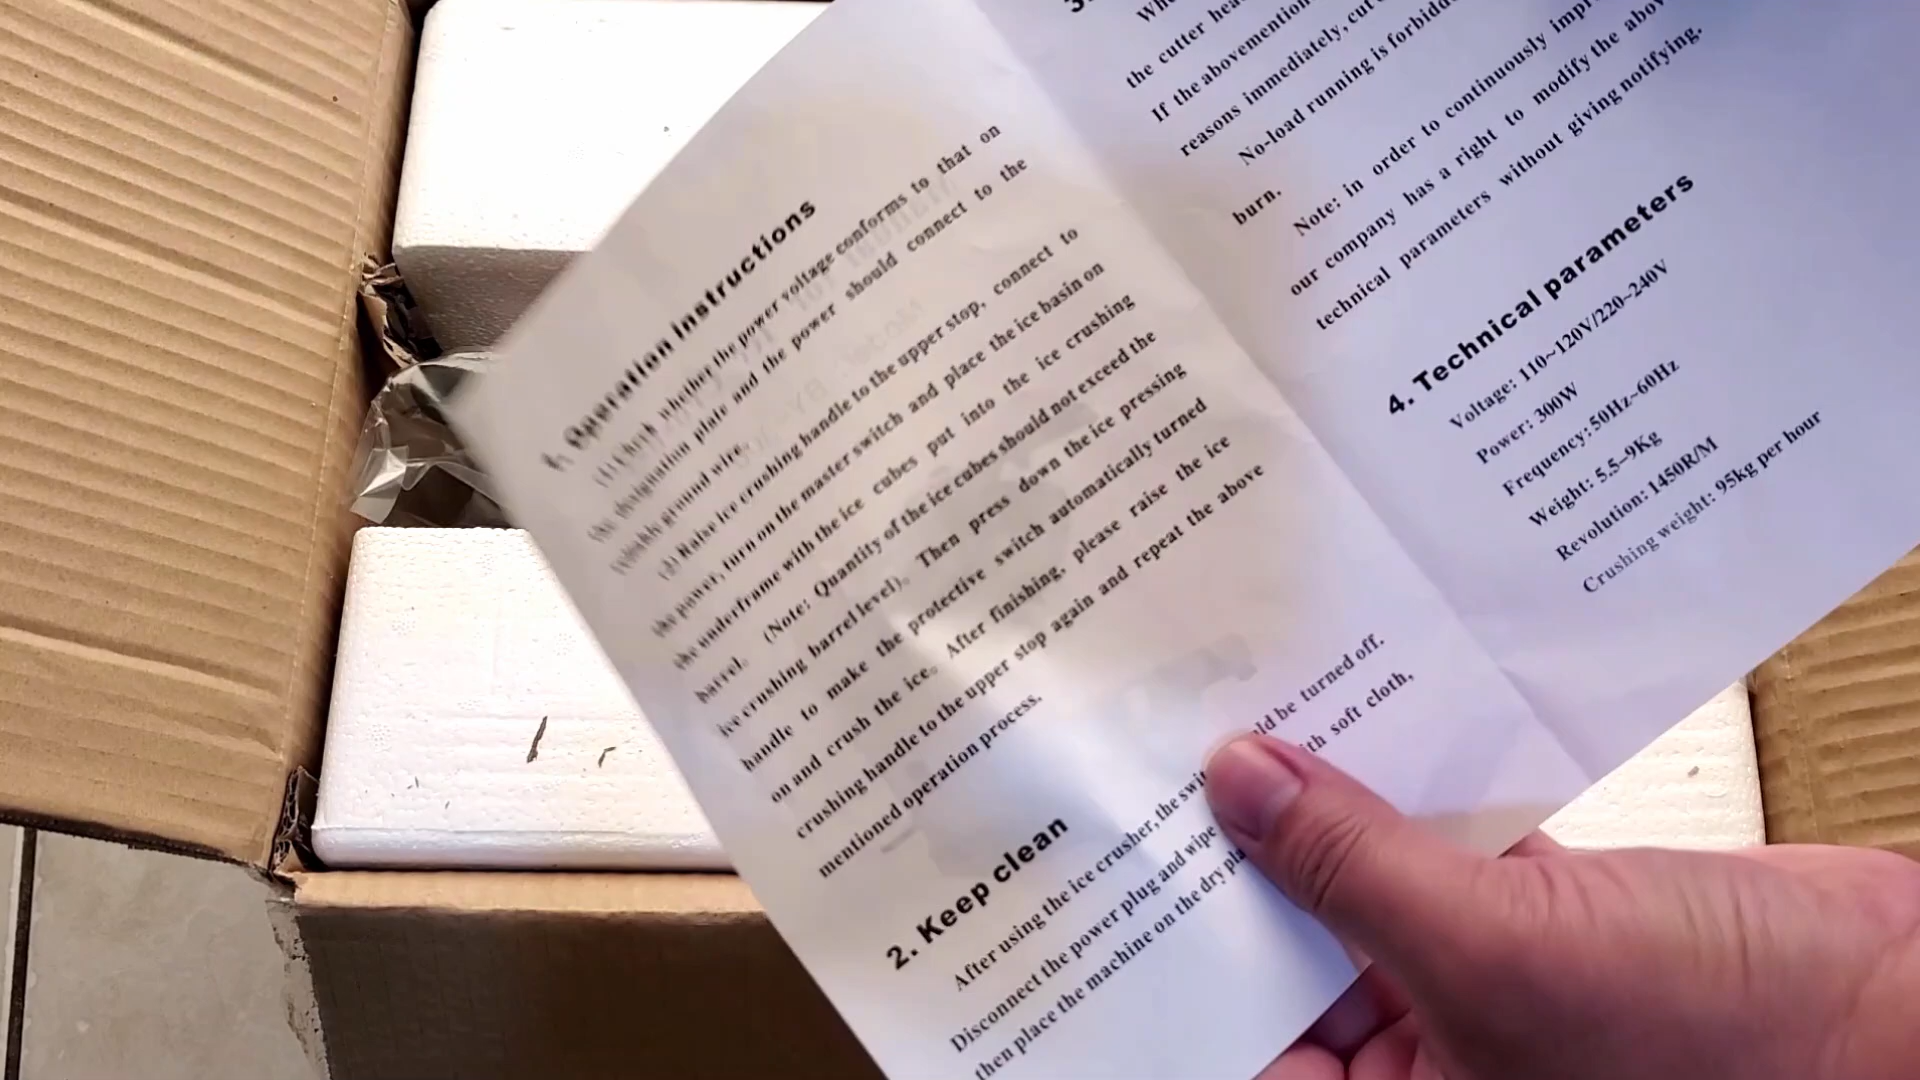 1. Operation instructions
(1) Check whether the power voltage conforms to that on
the designation plate and the power should connect to the
ground wire.
(2) Raise ice crushing handle to the upper stop, connect to
the power, turn on the master switch and place the ice basin on
the underframe with the ice cubes put into the ice crushing
barrel。 (Note: Quantity of the ice cubes should not exceed the
ice crushing barrel level)。 Then press down the ice pressing
handle to make the protective switch automatically turned
on and crush the ice。 After finishing, please raise the ice
crushing handle to the upper stop again and repeat the above
mentioned operation process.
2. Keep clean
After using the ice crusher, the be turned off.
Disconnect the power plug and wipe soft cloth,
then place the machine on the dry
3.
the cutter
If the
reasons immediately, cut
No-load running is
burn.
Note: in order to continuously
our company has a right to modify the
technical parameters without giving notifying.
4. Technical parameters
Voltage: 110~120V/220~240V
Power: 300W
Frequency: 50Hz~60Hz
Weight: 5.5~9Kg
Revolution: 1450R/M
Crushing weight: 95kg per hour